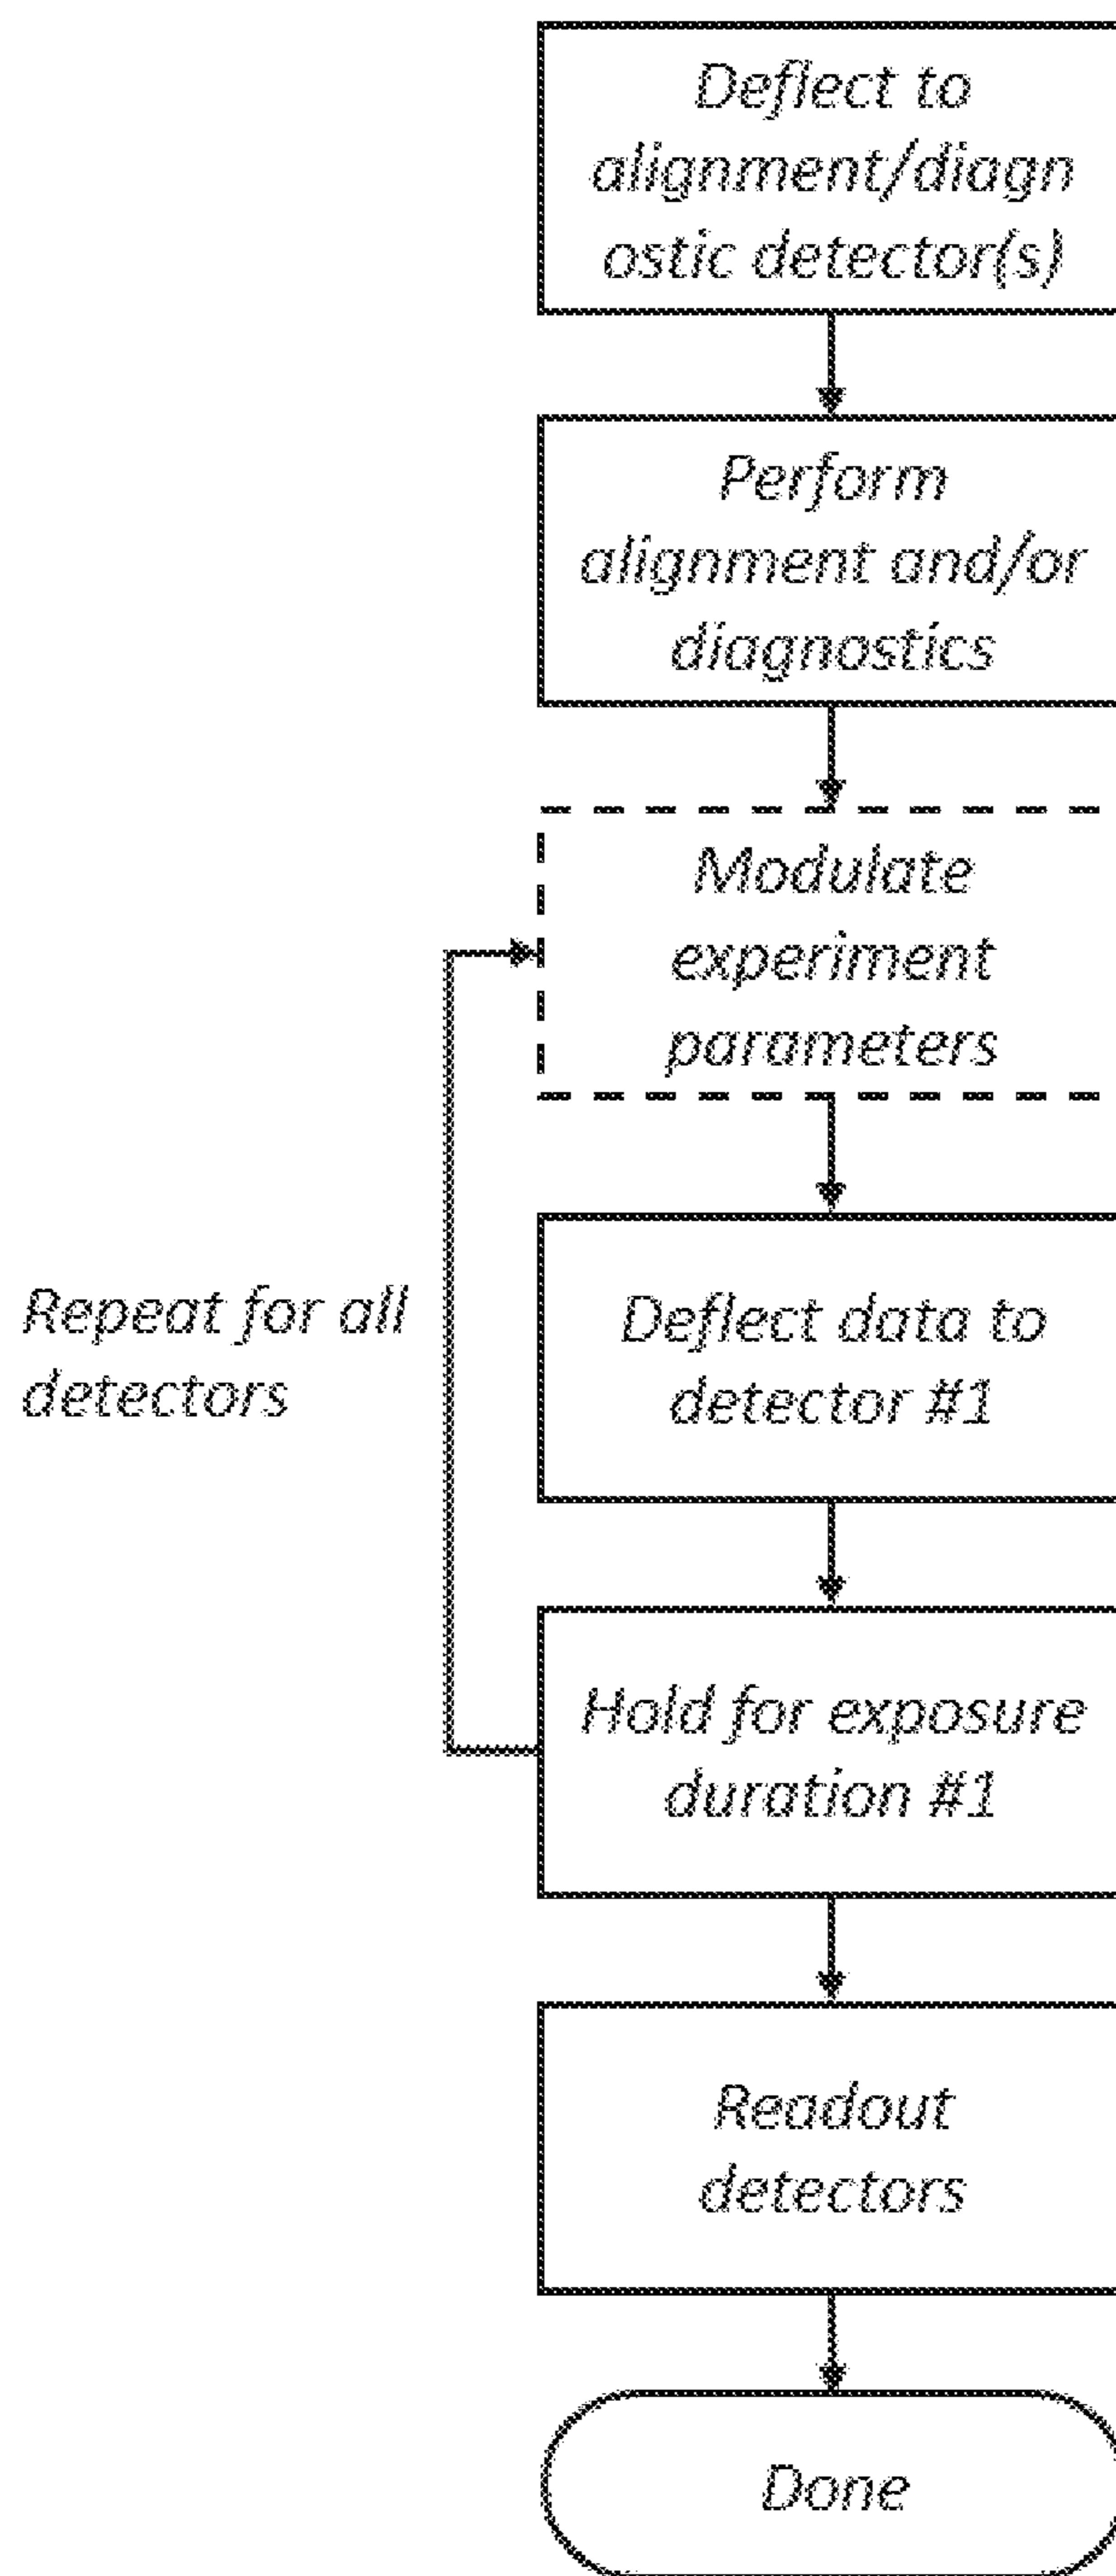 Deflect to
alignment/diagn
ostic detector(s)
Perform
alignment and/or
diagnostics
Modulate
experiment
parameters
Repeat for all
detectors
Deflect data to
detector #1
Hold for exposure
duration #1
Readout
detectors
Done